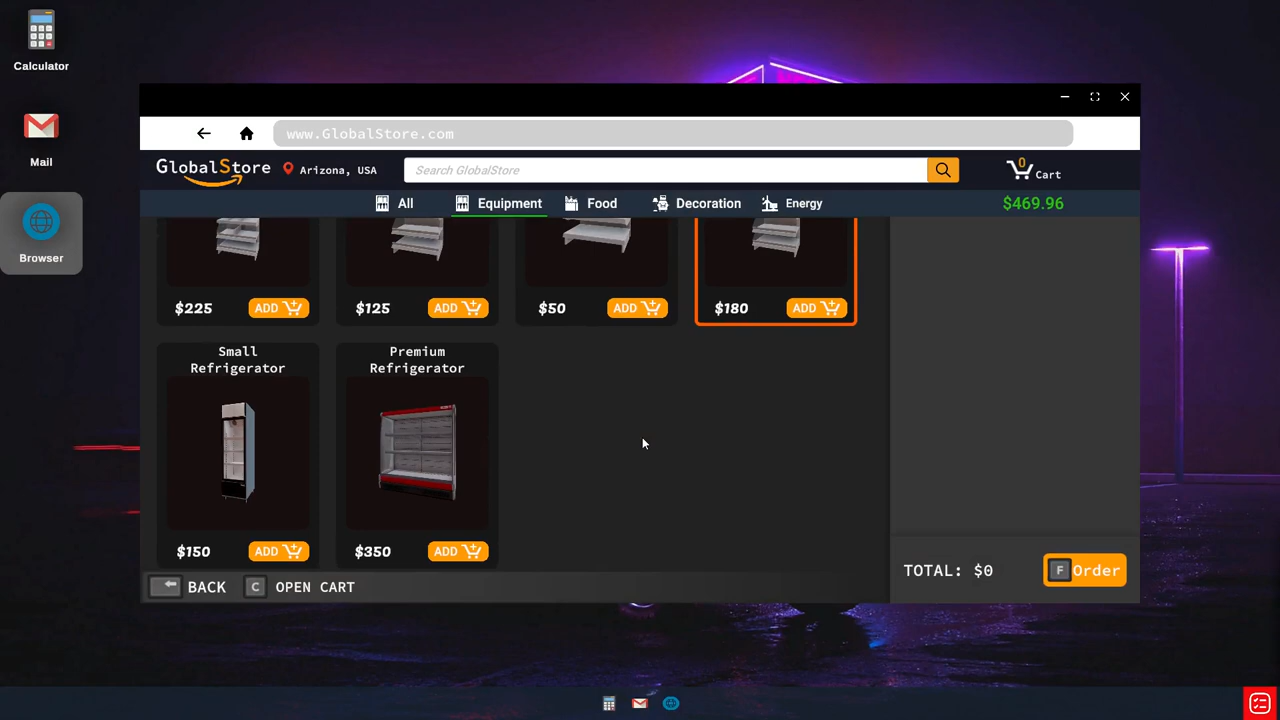 Calculator
Mail
Browser
www.GlobalStore.com
GlobalStore
Arizona, USA
Search GlobalStore
0
Cart
All
Equipment
Food
Decoration
Energy
$469.96
$225
ADD
$125
ADD
$50
ADD
$180
ADD
Small
Refrigerator
Premium
Refrigerator
$150
ADD
$350
ADD
BACK
C
OPEN CART
TOTAL: $0
F
Order